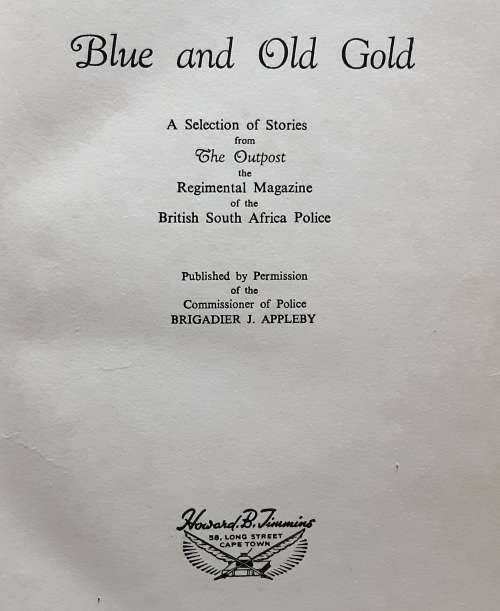 Blue and Old Gold
A Selection of Stories
from
The Outpost
the
Regimental Magazine
of the
British South Africa Police
Published by Permission
of the
Commissioner of Police
BRIGADIER J. APPLEBY
Howard. B. Timmins
58, LONG STREET
CAPE TOWN